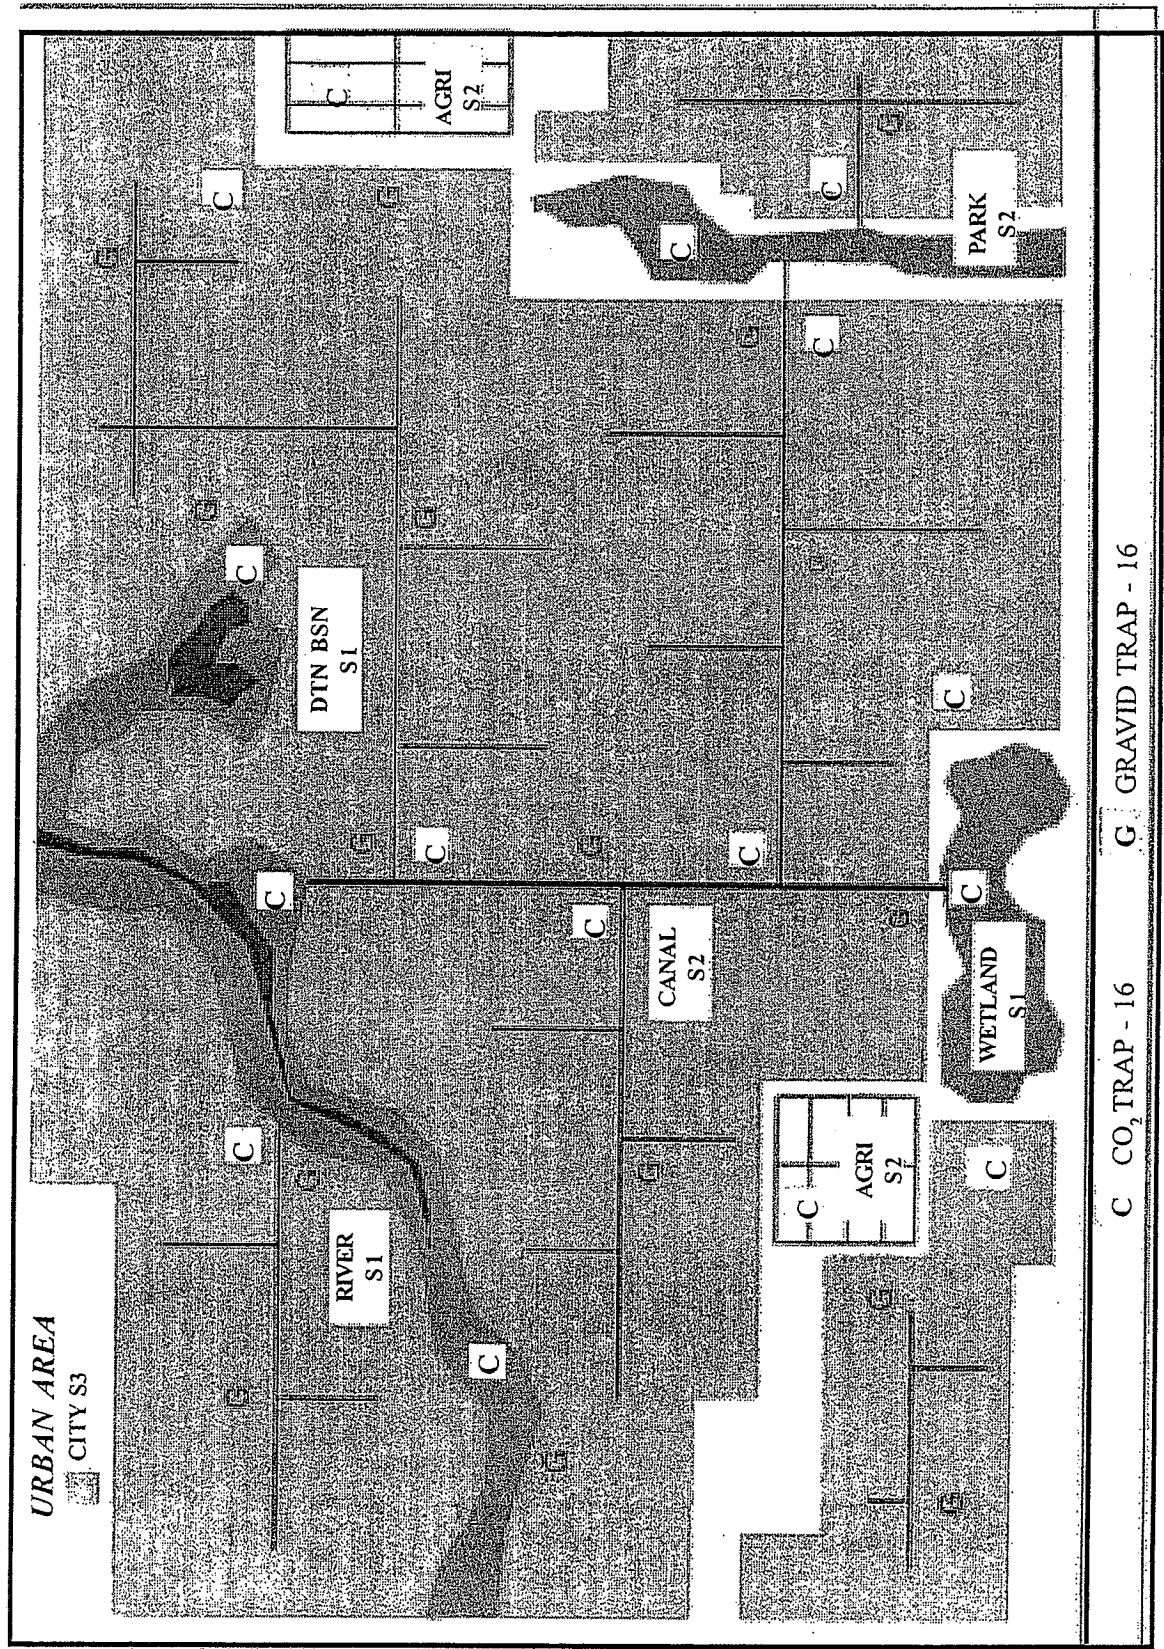 URBAN AREA
CITY S3
G
G
C
G
C
C
C
G
DTN BSN
S1
C
RIVER
S1
G
G
G
C
AGRI
S2
C
G
G
C
G
C
CANAL
S2
C
G
C
G
C
C
AGRI
S2
G
G
G
G
C
C
PARK
S2
C
WETLAND
S1
C CO₂ TRAP - 16 G GRAVID TRAP - 16